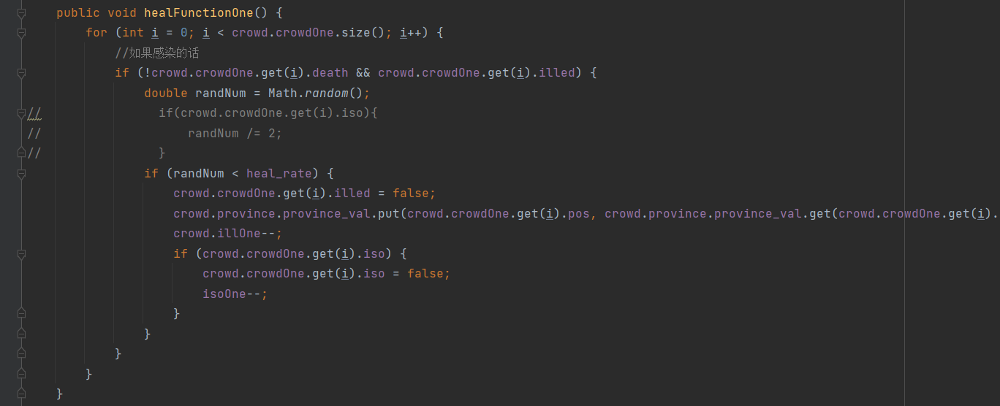 public void healFunctionOne() {
for (int i = 0; i < crowd.crowdOne.size(); i++) {
//如果感染的话
if (!crowd.crowdOne.get(i).death && crowd.crowdOne.get(i).illed) {
double randNum = Math.random();
// if(crowd.crowdOne.get(i).iso){
// randNum /= 2;
// }
if (randNum < heal_rate) {
crowd.crowdOne.get(i).illed = false;
crowd.province.province_val.put(crowd.crowdOne.get(i).pos, crowd.province.province_val.get(crowd.crowdOne.get(i).
crowd.illOne--;
if (crowd.crowdOne.get(i).iso) {
crowd.crowdOne.get(i).iso = false;
isoOne--;
}
}
}
}
}